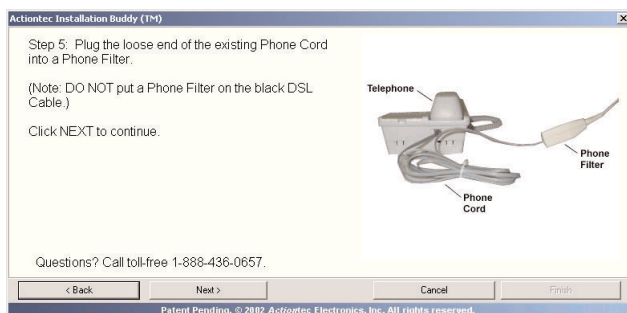 Actiontec Installation Buddy (TM)
Step 5: Plug the loose end of the existing Phone Cord
into a Phone Filter.
(Note: DO NOT put a Phone Filter on the black DSL
Cable.)
Click NEXT to continue.
Telephone
Phone
Filter
Phone
Cord
Questions? Call toll-free 1-888-436-0657.
< Back
Next >
Cancel
Finish
Patent Pending. © 2002 Actiontec Electronics, Inc. All rights reserved.